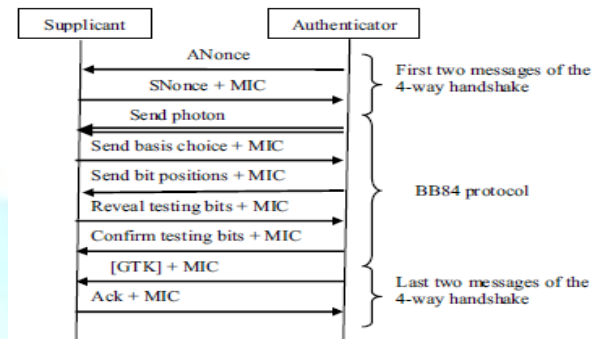 Supplicant
Authenticator
ANonce
SNonce + MIC
First two messages of the
4-way handshake
Send photon
Send basis choice + MIC
Send bit positions + MIC
BB84 protocol
Reveal testing bits + MIC
Confirm testing bits + MIC
[GTK] + MIC
Ack + MIC
Last two messages of the
4-way handshake